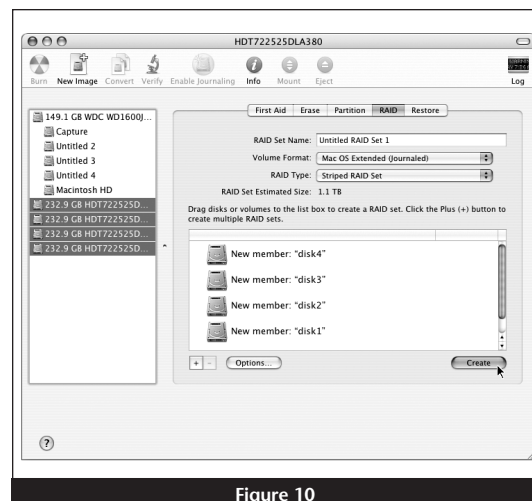 HDT722525DLA380
Burn New Image Convert Verify Enable Journaling Info Mount Eject Log
149.1 GB WDC WD1600J...
Capture
Untitled 2
Untitled 3
Untitled 4
Macintosh HD
232.9 GB HDT722525D...
232.9 GB HDT722525D...
232.9 GB HDT722525D...
232.9 GB HDT722525D...
First Aid Erase Partition RAID Restore
RAID Set Name: Untitled RAID Set 1
Volume Format: Mac OS Extended (Journaled)
RAID Type: Striped RAID Set
RAID Set Estimated Size: 1.1 TB
Drag disks or volumes to the list box to create a RAID set. Click the Plus (+) button to
create multiple RAID sets.
New member: "disk4"
New member: "disk3"
New member: "disk2"
New member: "disk1"
+ - Options... Create
?
Figure 10